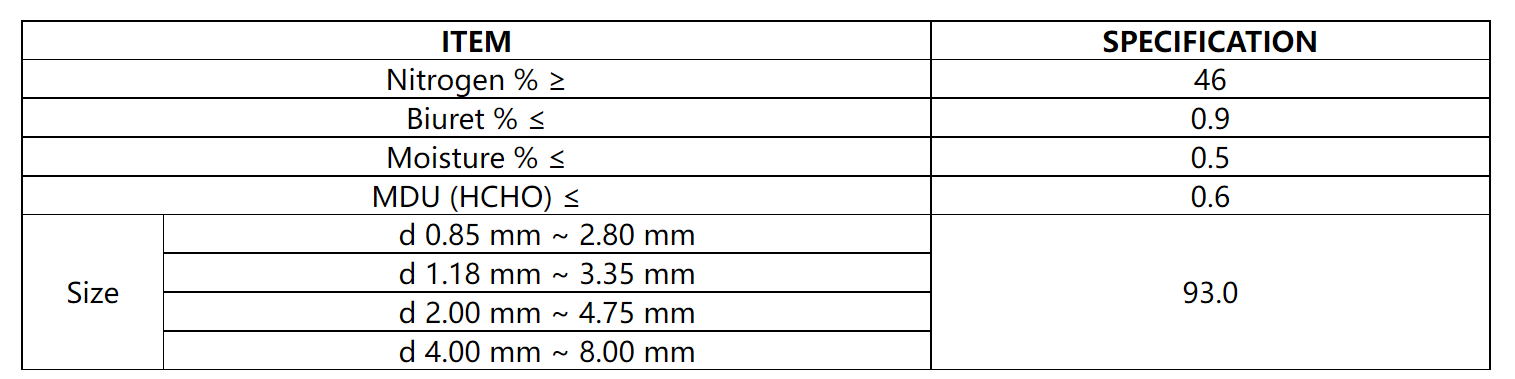 ITEM SPECIFICATION
Nitrogen % ≥ 46
Biuret % ≤ 0.9
Moisture % ≤ 0.5
MDU (HCHO) ≤ 0.6
Size
d 0.85 mm ~ 2.80 mm
d 1.18 mm ~ 3.35 mm
d 2.00 mm ~ 4.75 mm
d 4.00 mm ~ 8.00 mm
93.0